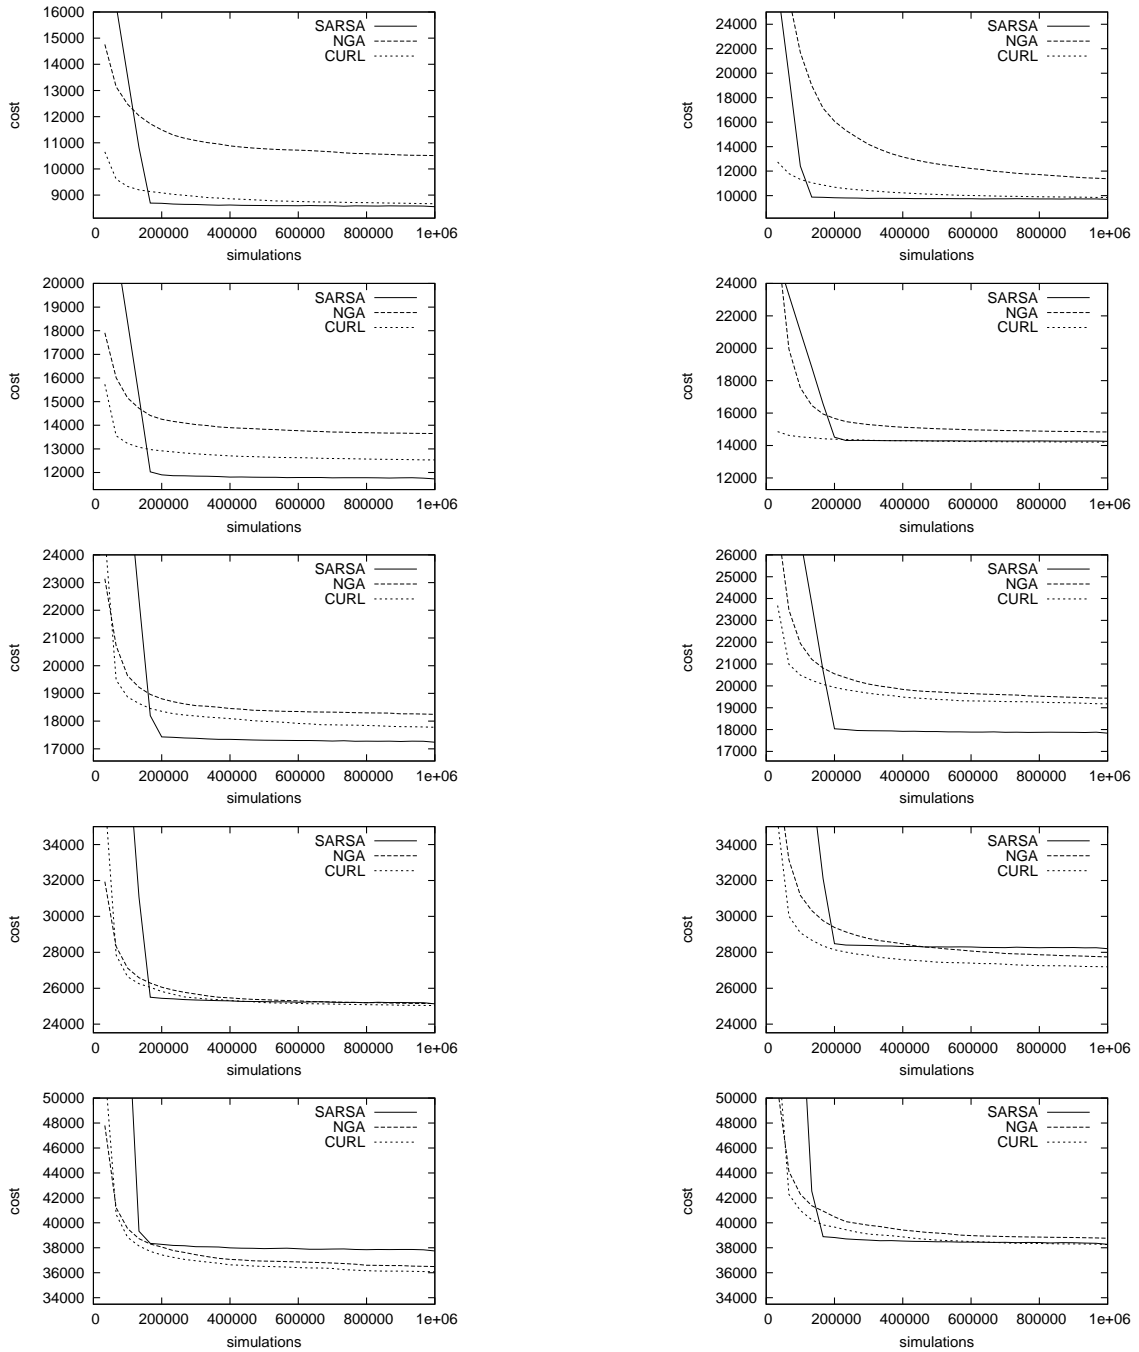 16000
15000
14000
13000
12000
11000
10000
9000
cost
SARSA
NGA
CURL
0 200000 400000 600000 800000 1e+06
simulations
24000
22000
20000
18000
16000
14000
12000
10000
cost
SARSA
NGA
CURL
0 200000 400000 600000 800000 1e+06
simulations
20000
19000
18000
17000
16000
15000
14000
13000
12000
cost
SARSA
NGA
CURL
0 200000 400000 600000 800000 1e+06
simulations
24000
22000
20000
18000
16000
14000
12000
cost
SARSA
NGA
CURL
0 200000 400000 600000 800000 1e+06
simulations
24000
23000
22000
21000
20000
19000
18000
17000
cost
SARSA
NGA
CURL
0 200000 400000 600000 800000 1e+06
simulations
26000
25000
24000
23000
22000
21000
20000
19000
18000
17000
cost
SARSA
NGA
CURL
0 200000 400000 600000 800000 1e+06
simulations
34000
32000
30000
28000
26000
24000
cost
SARSA
NGA
CURL
0 200000 400000 600000 800000 1e+06
simulations
34000
32000
30000
28000
26000
24000
cost
SARSA
NGA
CURL
0 200000 400000 600000 800000 1e+06
simulations
50000
48000
46000
44000
42000
40000
38000
36000
34000
cost
SARSA
NGA
CURL
0 200000 400000 600000 800000 1e+06
simulations
50000
48000
46000
44000
42000
40000
38000
36000
34000
cost
SARSA
NGA
CURL
0 200000 400000 600000 800000 1e+06
simulations